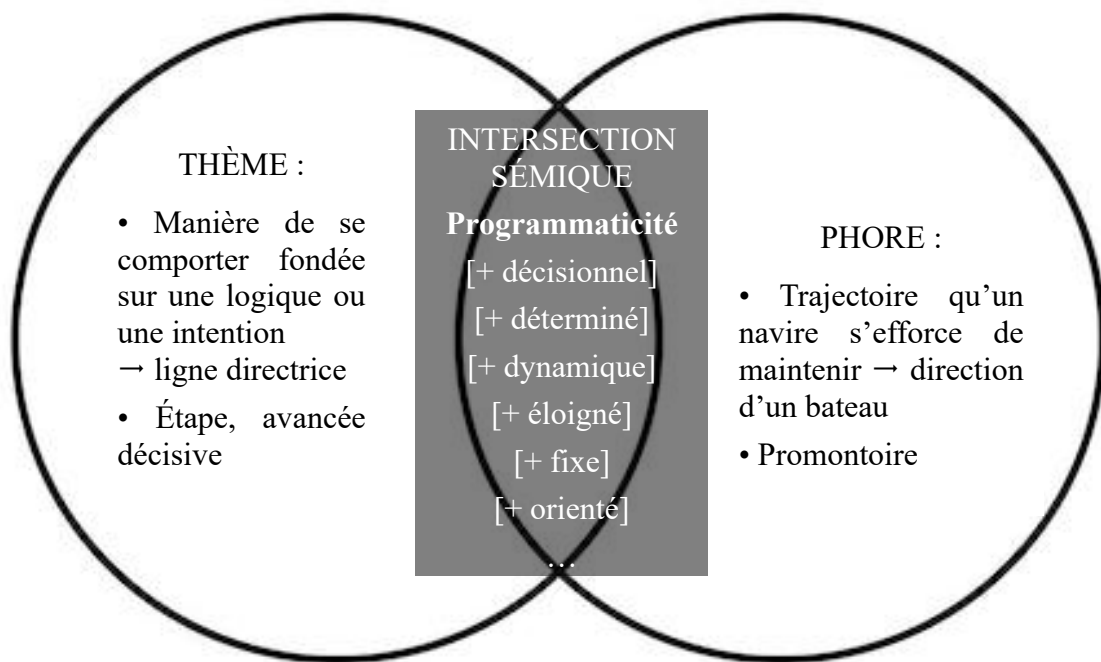 THÈME :
• Manière de se
comporter fondée
sur une logique ou
une intention
→ ligne directrice
• Étape, avancée
décisive
INTERSECTION
SÉMIQUE
Programmaticité
[+ décisionnel]
[+ déterminé]
[+ dynamique]
[+ éloigné]
[+ fixe]
[+ orienté]
…
PHORE :
• Trajectoire qu’un
navire s’efforce de
maintenir → direction
d’un bateau
• Promontoire